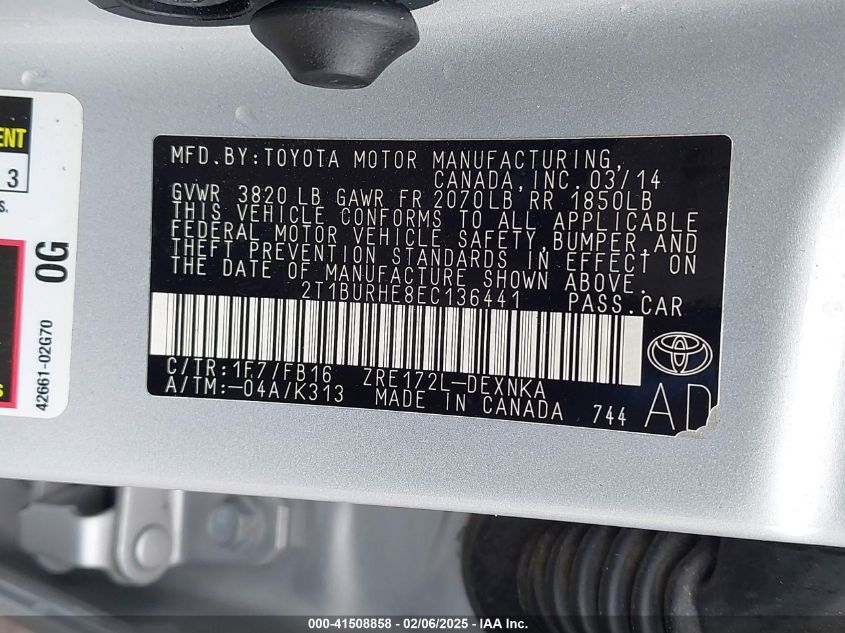 ENT
3
s.
0G
42661-02G70
s
MFD.BY:TOYOTA MOTOR MANUFACTURING,
CANADA,INC. 03/14
GVWR 3820 LB GAWR FR 2070LB RR 1850LB
THIS VEHICLE CONFORMS TO ALL APPLICABLE
FEDERAL MOTOR VEHICLE SAFETY,BUMPER,AND
THEFT PREVENTION STANDARDS IN EFFECT ON
THE DATE OF MANUFACTURE SHOWN ABOVE.
2T1BURHE8EC136441 PASS.CAR
C/TR:1F7/FB16 ZRE172L-DEXNKA
A/TM:-04A/K313 MADE IN CANADA 744 AD
000-41508858 - 02/06/2025 - IAA Inc.